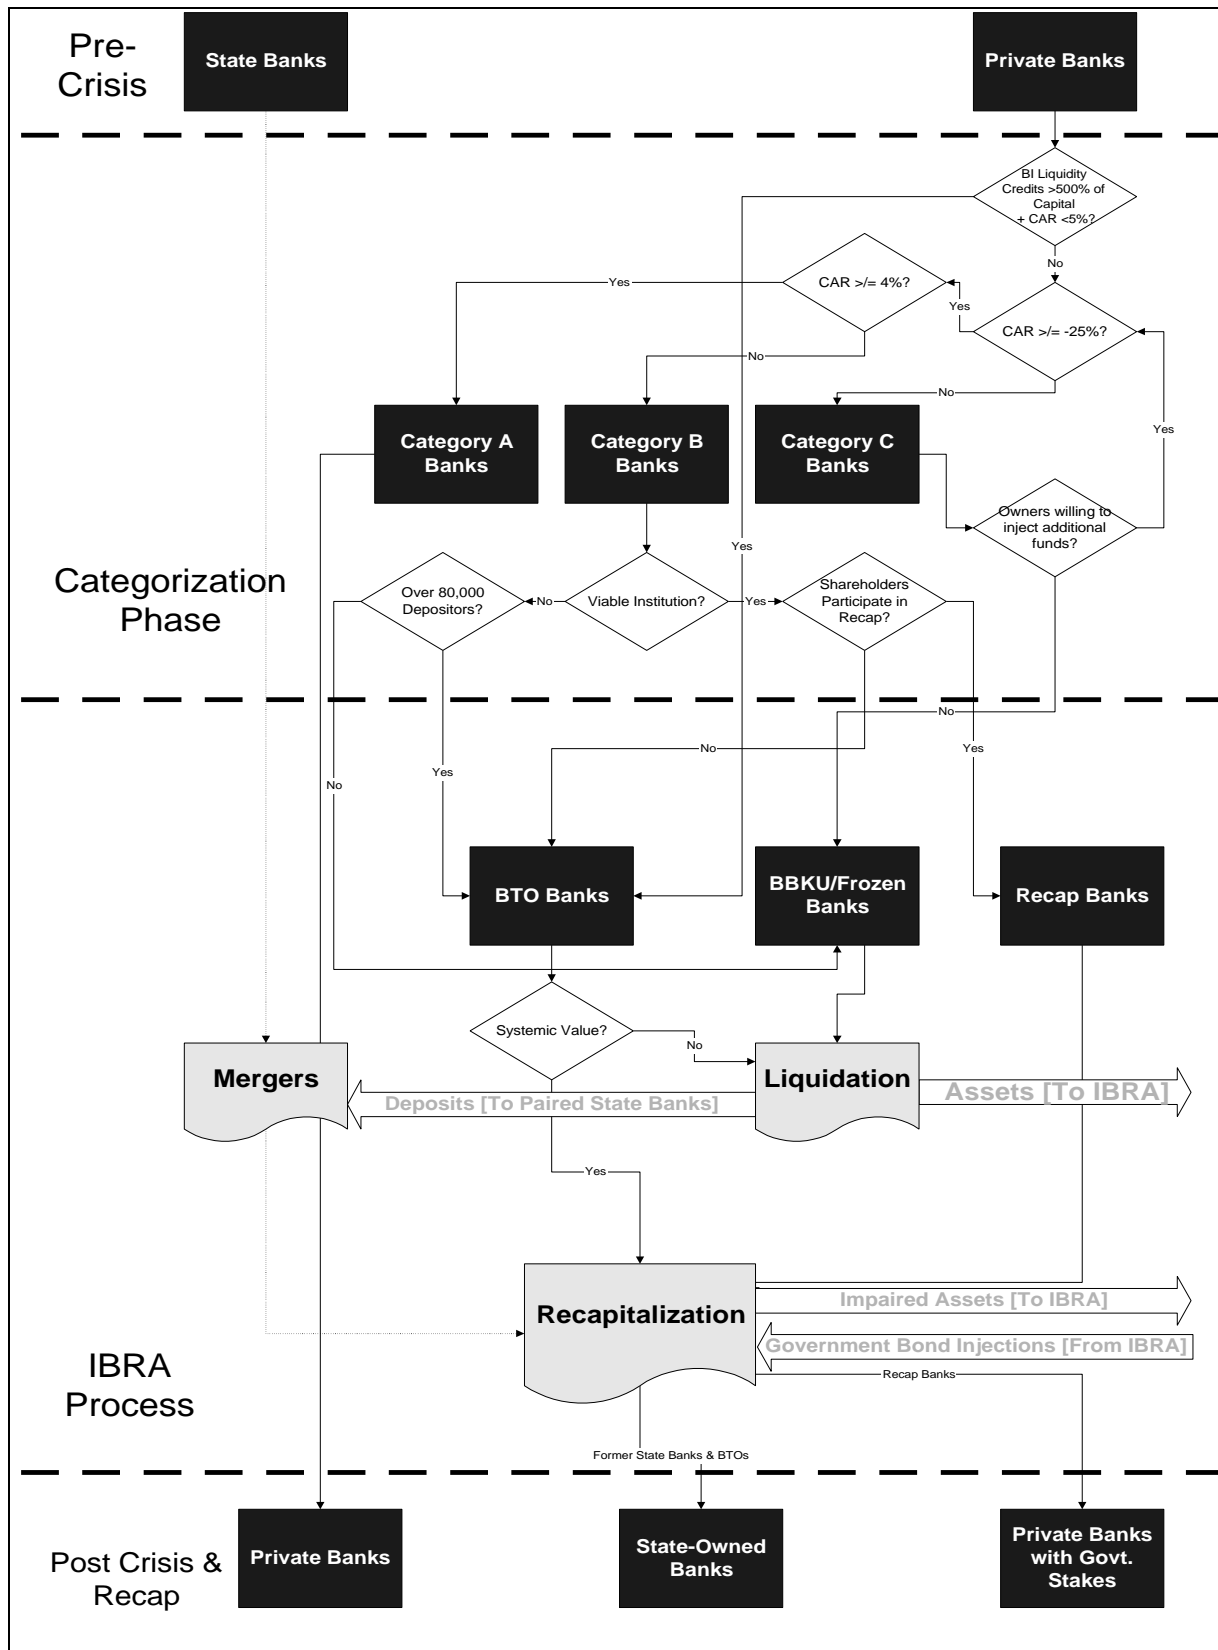 Pre-
Crisis
State Banks
Private Banks
BI Liquidity
Credits >500% of
Capital
+ CAR <5%?
No
CAR >/= 4%?
Yes
Yes
CAR >/= -25%?
No
No
Yes
Category A
Banks
Category B
Banks
Category C
Banks
Owners willing to
inject additional
funds?
Yes
Categorization
Phase
Over 80,000
Depositors?
No
Viable Institution?
Yes
Shareholders
Participate in
Recap?
No
No
Yes
Yes
No
BTO Banks
BBKU/Frozen
Banks
Recap Banks
Systemic Value?
No
Mergers
Liquidation
Deposits [To Paired State Banks]
Assets [To IBRA]
Yes
Recapitalization
Impaired Assets [To IBRA]
Government Bond Injections [From IBRA]
Recap Banks
IBRA
Process
Former State Banks & BTOs
Post Crisis &
Recap
Private Banks
State-Owned
Banks
Private Banks
with Govt.
Stakes